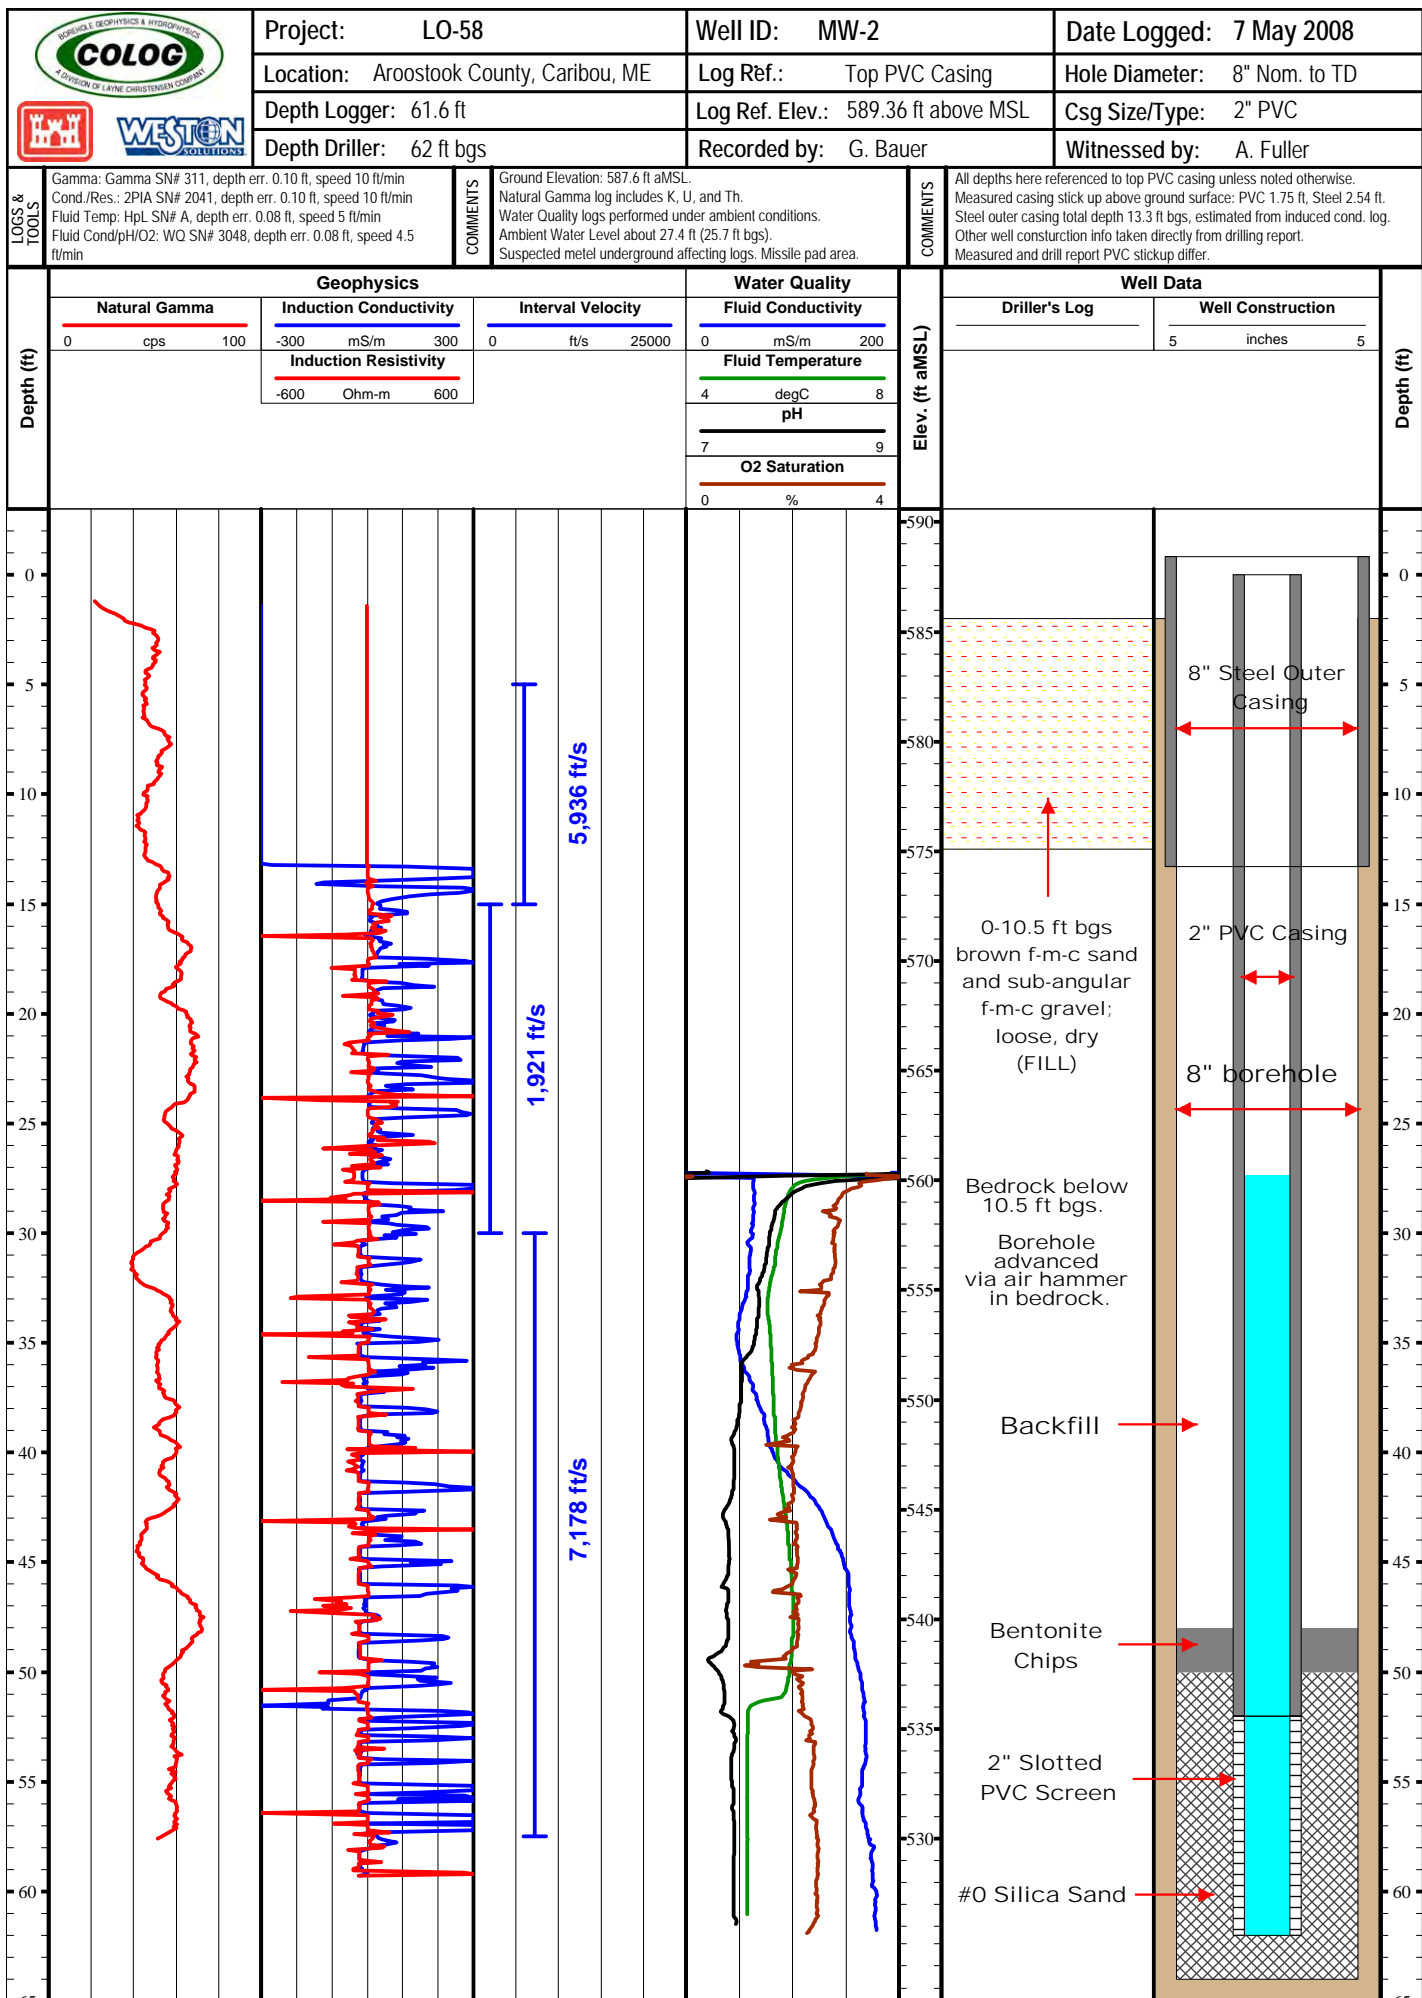 BOREHOLE GEOPHYSICS & HYDROPHYSICS
COLOG
A DIVISION OF LAYNE CHRISTENSEN COMPANY
WESTON
SOLUTIONS
Project: LO-58
Well ID: MW-2
Date Logged: 7 May 2008
Location: Aroostook County, Caribou, ME
Log Ref.: Top PVC Casing
Hole Diameter: 8" Nom. to TD
Depth Logger: 61.6 ft
Log Ref. Elev.: 589.36 ft above MSL
Csg Size/Type: 2" PVC
Depth Driller: 62 ft bgs
Recorded by: G. Bauer
Witnessed by: A. Fuller
LOGS & TOOLS
Gamma: Gamma SN# 311, depth err. 0.10 ft, speed 10 ft/min
Cond./Res.: 2PIA SN# 2041, depth err. 0.10 ft, speed 10 ft/min
Fluid Temp: HpL SN# A, depth err. 0.08 ft, speed 5 ft/min
Fluid Cond/pH/O2: WQ SN# 3048, depth err. 0.08 ft, speed 4.5
ft/min
COMMENTS
Ground Elevation: 587.6 ft aMSL.
Natural Gamma log includes K, U, and Th.
Water Quality logs performed under ambient conditions.
Ambient Water Level about 27.4 ft (25.7 ft bgs).
Suspected metel underground affecting logs. Missile pad area.
COMMENTS
All depths here referenced to top PVC casing unless noted otherwise.
Measured casing stick up above ground surface: PVC 1.75 ft, Steel 2.54 ft.
Steel outer casing total depth 13.3 ft bgs, estimated from induced cond. log.
Other well consturction info taken directly from drilling report.
Measured and drill report PVC stickup differ.
Depth (ft)
Geophysics
Natural Gamma
0 cps 100
Induction Conductivity
-300 mS/m 300
Induction Resistivity
-600 Ohm-m 600
Interval Velocity
0 ft/s 25000
Water Quality
Fluid Conductivity
0 mS/m 200
Fluid Temperature
4 degC 8
pH
7 9
O2 Saturation
0 % 4
Elev. (ft aMSL)
Well Data
Driller's Log
Well Construction
5 inches 5
Depth (ft)
0
5
10
15
20
25
30
35
40
45
50
55
60
65
5,936 ft/s
1,921 ft/s
7,178 ft/s
590
585
580
575
570
565
560
555
550
545
540
535
530
0-10.5 ft bgs
brown f-m-c sand
and sub-angular
f-m-c gravel;
loose, dry
(FILL)
Bedrock below
10.5 ft bgs.
Borehole
advanced
via air hammer
in bedrock.
Backfill
Bentonite
Chips
2" Slotted
PVC Screen
#0 Silica Sand
8" Steel Outer
Casing
2" PVC Casing
8" borehole
0
5
10
15
20
25
30
35
40
45
50
55
60
65